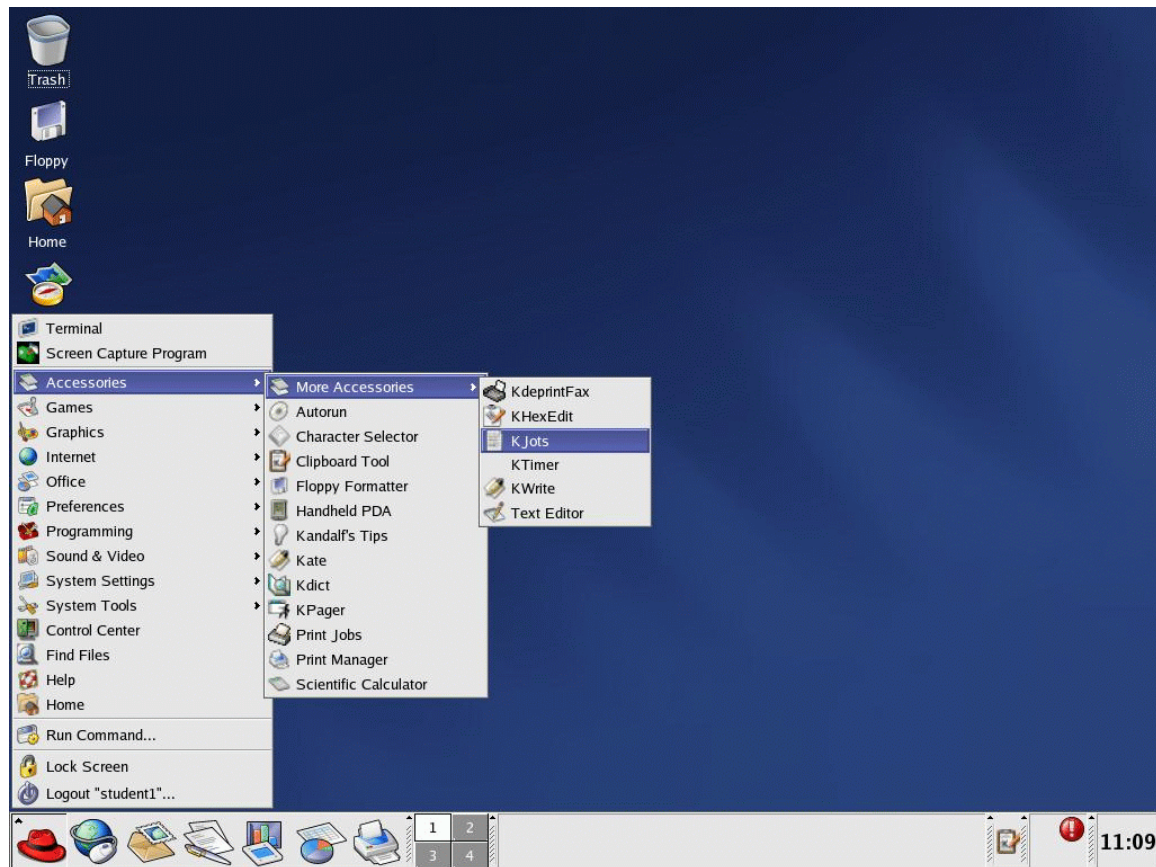 Trash
Floppy
Home
Terminal
Screen Capture Program
Accessories
Games
Graphics
Internet
Office
Preferences
Programming
Sound & Video
System Settings
System Tools
Control Center
Find Files
Help
Home
Run Command...
Lock Screen
Logout "student1"...
More Accessories
Autorun
Character Selector
Clipboard Tool
Floppy Formatter
Handheld PDA
Kandalf's Tips
Kate
Kdict
KPager
Print Jobs
Print Manager
Scientific Calculator
KdeprintFax
KHexEdit
KJots
KTimer
KWrite
Text Editor
1 2
3 4
11:09